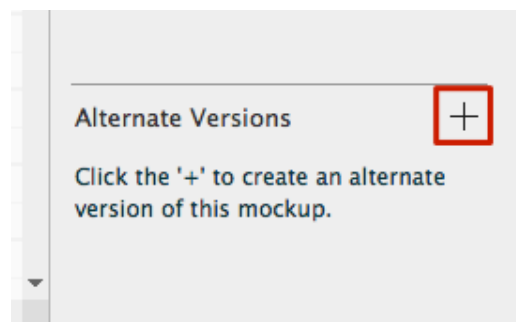 Alternate Versions +
Click the '+' to create an alternate
version of this mockup.